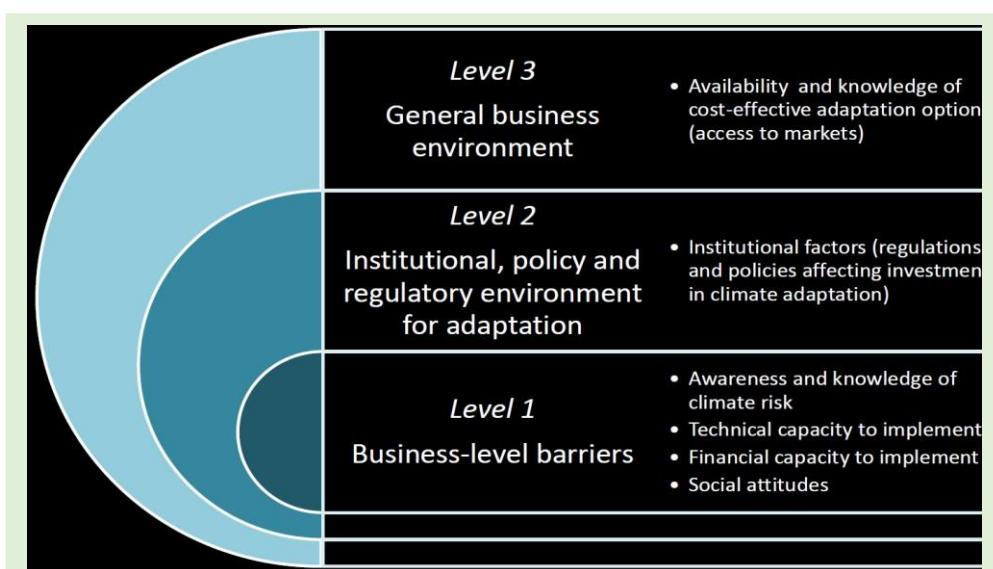 Level 3
General business
environment
• Availability and knowledge of
cost-effective adaptation option
(access to markets)
Level 2
Institutional, policy and
regulatory environment
for adaptation
• Institutional factors (regulations
and policies affecting investmen
in climate adaptation)
Level 1
Business-level barriers
• Awareness and knowledge of
climate risk
• Technical capacity to implement
• Financial capacity to implement
• Social attitudes